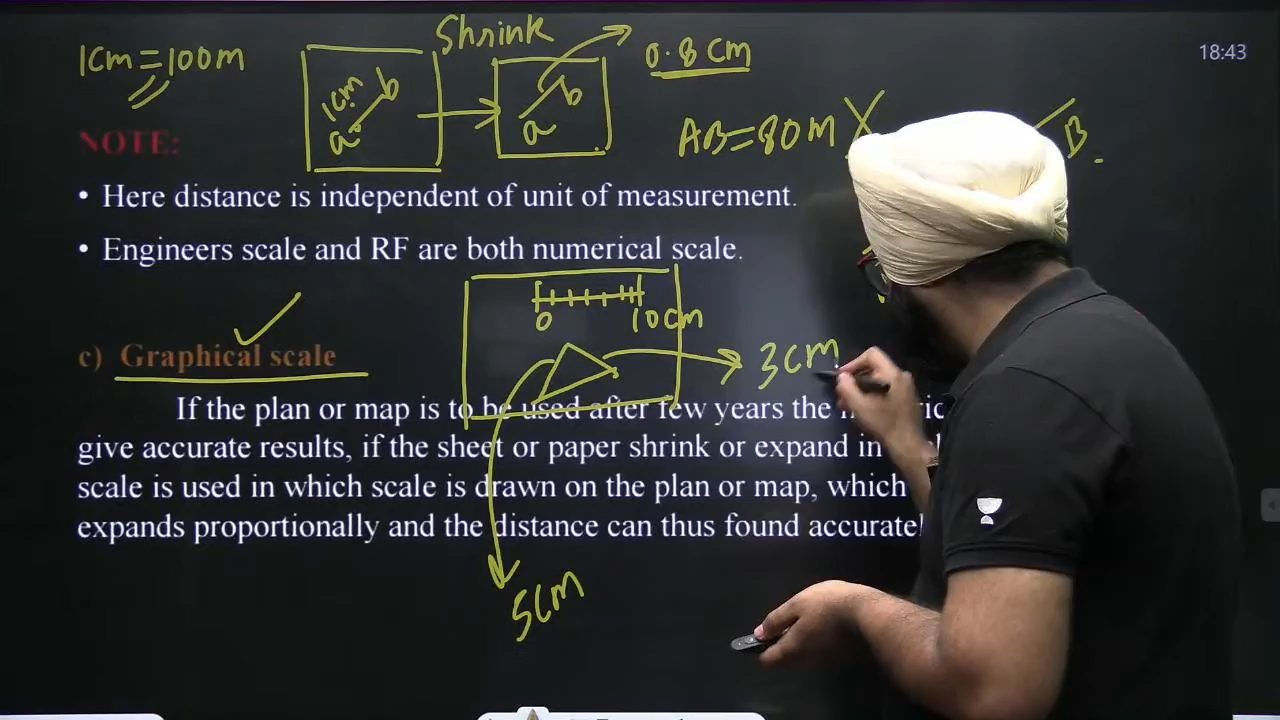 Shrink
1cm = 100m
0.8cm
18:43
1cm
a b
a b
AB=80m
B
NOTE:
• Here distance is independent of unit of measurement.
• Engineers scale and RF are both numerical scale.
0 10cm
c) Graphical scale
3cm
If the plan or map is to be used after few years the
give accurate results, if the sheet or paper shrink or expand in
scale is used in which scale is drawn on the plan or map, which
expands proportionally and the distance can thus found
5cm